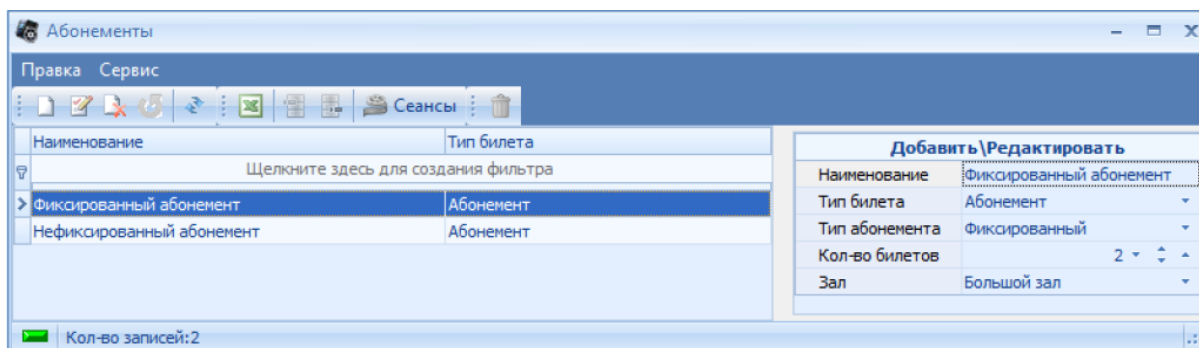 Абонементы
Правка Сервис
Сеансы
Наименование Тип билета
Щелкните здесь для создания фильтра
Фиксированный абонемент Абонемент
Нефиксированный абонемент Абонемент
Добавить\Редактировать
Наименование Фиксированный абонемент
Тип билета Абонемент
Тип абонемента Фиксированный
Кол-во билетов 2
Зал Большой зал
Кол-во записей:2